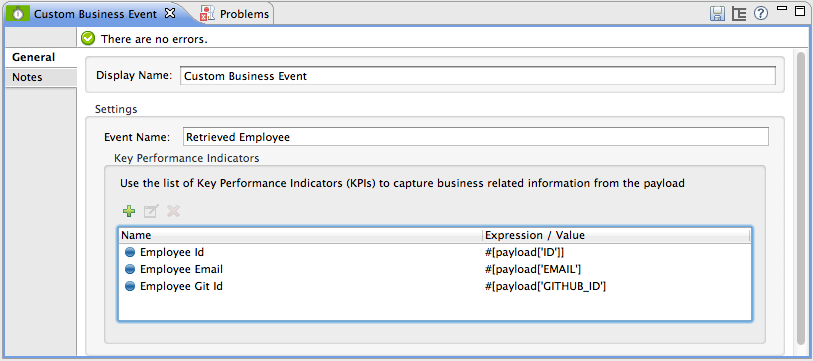 Custom Business Event Problems
There are no errors.
General
Notes
Display Name: Custom Business Event
Settings
Event Name: Retrieved Employee
Key Performance Indicators
Use the list of Key Performance Indicators (KPIs) to capture business related information from the payload
Name Expression / Value
Employee Id #[payload['ID']]
Employee Email #[payload['EMAIL']
Employee Git Id #[payload['GITHUB_ID']